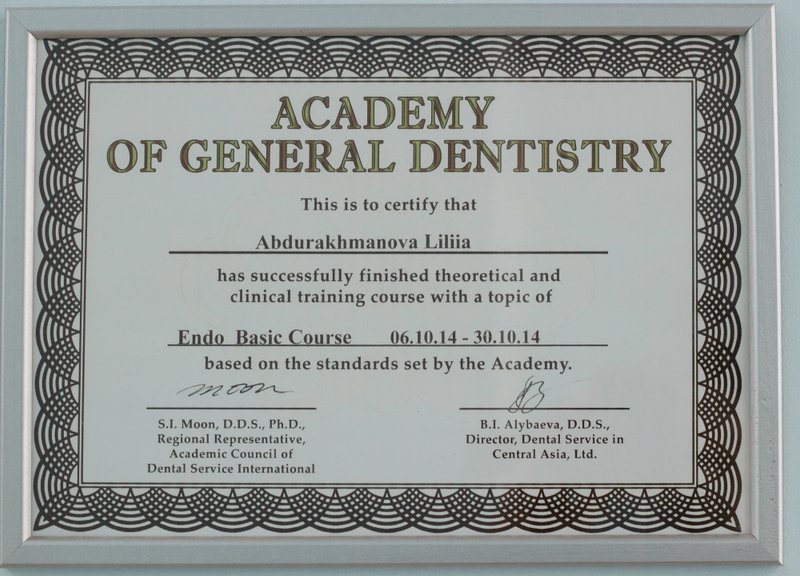 ACADEMY
OF GENERAL DENTISTRY
This is to certify that
Abdurakhmanova Liliia
has successfully finished theoretical and
clinical training course with a topic of
Endo Basic Course 06.10.14 - 30.10.14
based on the standards set by the Academy.
moon
S.I. Moon, D.D.S., Ph.D.,
Regional Representative,
Academic Council of
Dental Service International
B.I. Alybaeva, D.D.S.,
Director, Dental Service in
Central Asia, Ltd.